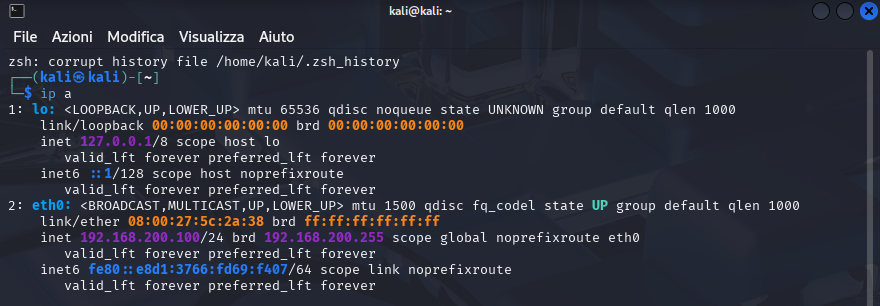 kali@kali: ~
File Azioni Modifica Visualizza Aiuto
zsh: corrupt history file /home/kali/.zsh_history
┌──(kali㉿kali)-[~]
└─$ ip a
1: lo: <LOOPBACK,UP,LOWER_UP> mtu 65536 qdisc noqueue state UNKNOWN group default qlen 1000
    link/loopback 00:00:00:00:00:00 brd 00:00:00:00:00:00
    inet 127.0.0.1/8 scope host lo
       valid_lft forever preferred_lft forever
    inet6 ::1/128 scope host noprefixroute
       valid_lft forever preferred_lft forever
2: eth0: <BROADCAST,MULTICAST,UP,LOWER_UP> mtu 1500 qdisc fq_codel state UP group default qlen 1000
    link/ether 08:00:27:5c:2a:38 brd ff:ff:ff:ff:ff:ff
    inet 192.168.200.100/24 brd 192.168.200.255 scope global noprefixroute eth0
       valid_lft forever preferred_lft forever
    inet6 fe80::e8d1:3766:fd69:f407/64 scope link noprefixroute
       valid_lft forever preferred_lft forever